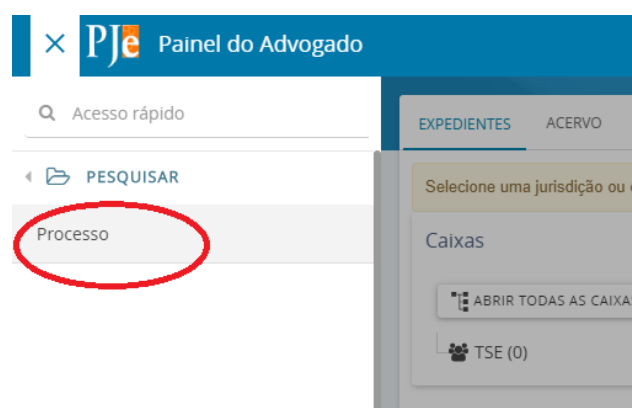 PJe Painel do Advogado
Acesso rápido
PESQUISAR
Processo
EXPEDIENTES ACERVO
Selecione uma jurisdição ou
Caixas
ABRIR TODAS AS CAIXAS
TSE (0)